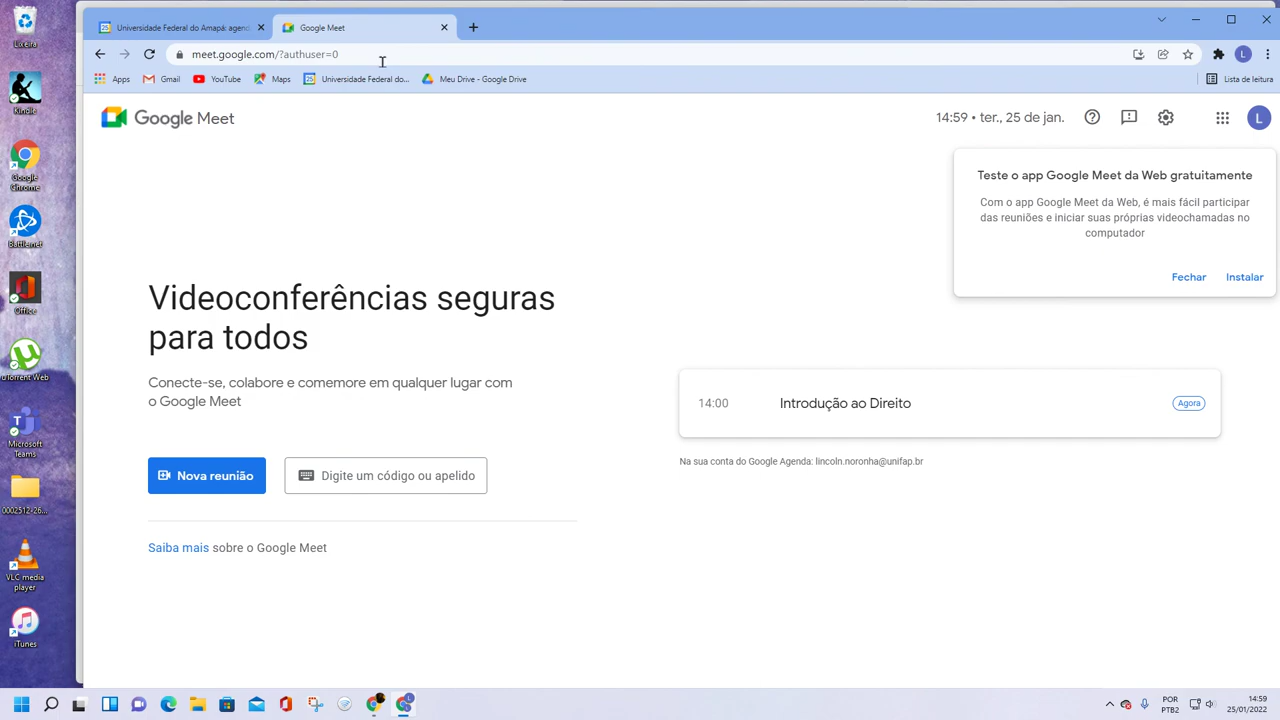 Lixeira
Kindle
Google
Chrome
Battlenet
Office
uTorrent Web
Microsoft
Teams
0002512-26...
VLC media
player
iTunes
Universidade Federal do Amapá: agen
Google Meet
meet.google.com/?authuser=0
Apps
Gmail
YouTube
Maps
Universidade Federal do...
Meu Drive - Google Drive
Lista de leitura
L
Google Meet
14:59 • ter., 25 de jan.
L
Teste o app Google Meet da Web gratuitamente
Com o app Google Meet da Web, é mais fácil participar
das reuniões e iniciar suas próprias videochamadas no
computador
Fechar Instalar
Videoconferências seguras
para todos
Conecte-se, colabore e comemore em qualquer lugar com
o Google Meet
Nova reunião
Digite um código ou apelido
Saiba mais sobre o Google Meet
14:00 Introdução ao Direito Agora
Na sua conta do Google Agenda: lincoln.noronha@unifap.br
POR
PTB2
14:59
25/01/2022